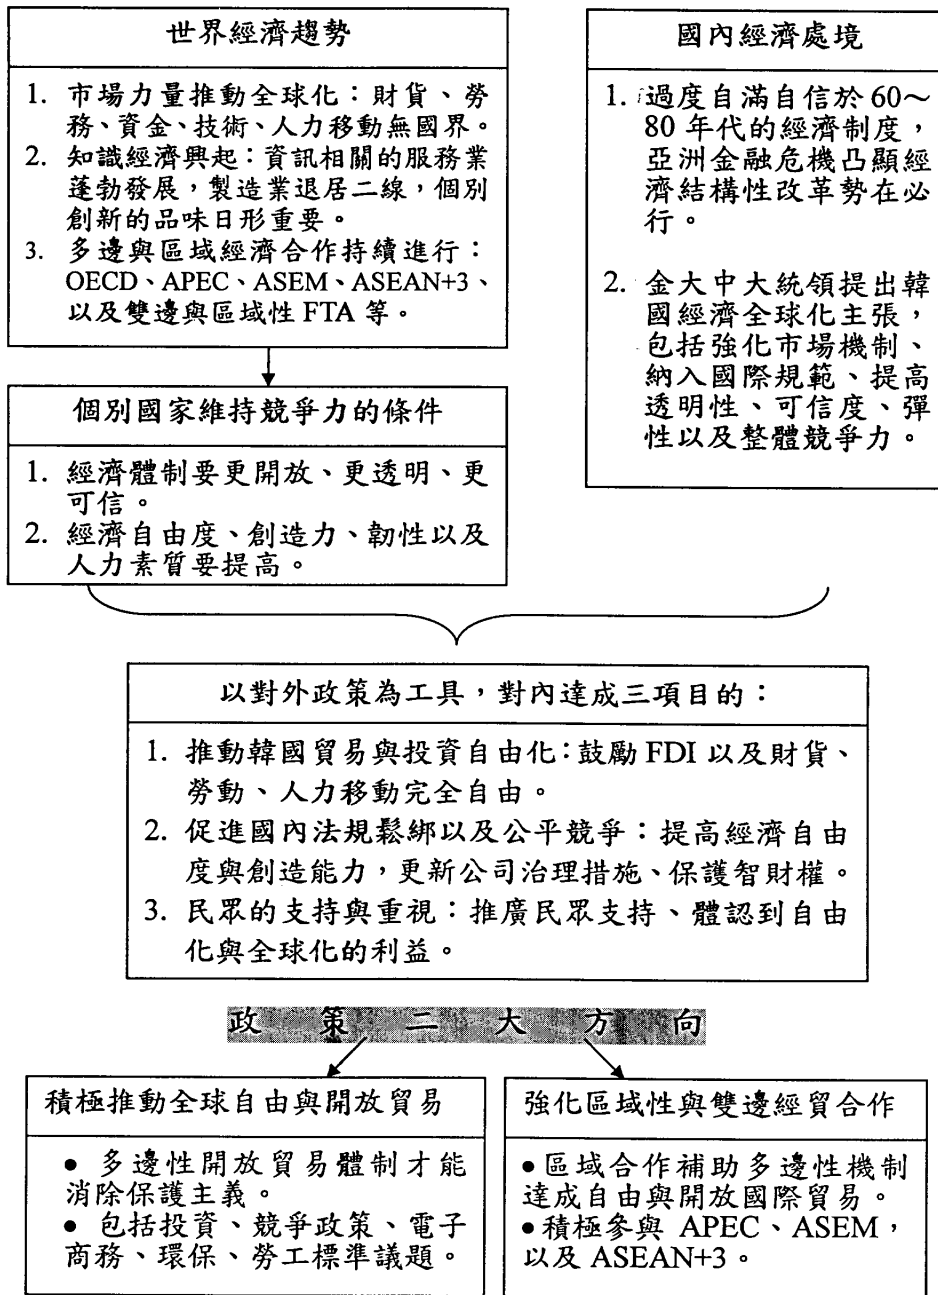 世界經濟趨勢
1. 市場力量推動全球化：財貨、勞
務、資金、技術、人力移動無國界。
2. 知識經濟興起：資訊相關的服務業
蓬勃發展，製造業退居二線，個別
創新的品味日形重要。
3. 多邊與區域經濟合作持續進行：
OECD、APEC、ASEM、ASEAN+3、
以及雙邊與區域性 FTA 等。
國內經濟處境
1. 過度自滿自信於 60～
80 年代的經濟制度，
亞洲金融危機凸顯經
濟結構性改革勢在必
行。
2. 金大中大統領提出韓
國經濟全球化主張，
包括強化市場機制、
納入國際規範、提高
透明性、可信度、彈
性以及整體競爭力。
個別國家維持競爭力的條件
1. 經濟體制要更開放、更透明、更
可信。
2. 經濟自由度、創造力、韌性以及
人力素質要提高。
以對外政策為工具，對內達成三項目的：
1. 推動韓國貿易與投資自由化：鼓勵 FDI 以及財貨、
勞動、人力移動完全自由。
2. 促進國內法規鬆綁以及公平競爭：提高經濟自由
度與創造能力，更新公司治理措施、保護智財權。
3. 民眾的支持與重視：推廣民眾支持、體認到自由
化與全球化的利益。
政 策 二 大 方 向
積極推動全球自由與開放貿易
● 多邊性開放貿易體制才能
消除保護主義。
● 包括投資、競爭政策、電子
商務、環保、勞工標準議題。
強化區域性與雙邊經貿合作
●區域合作補助多邊性機制
達成自由與開放國際貿易。
●積極參與 APEC、ASEM，
以及 ASEAN+3。